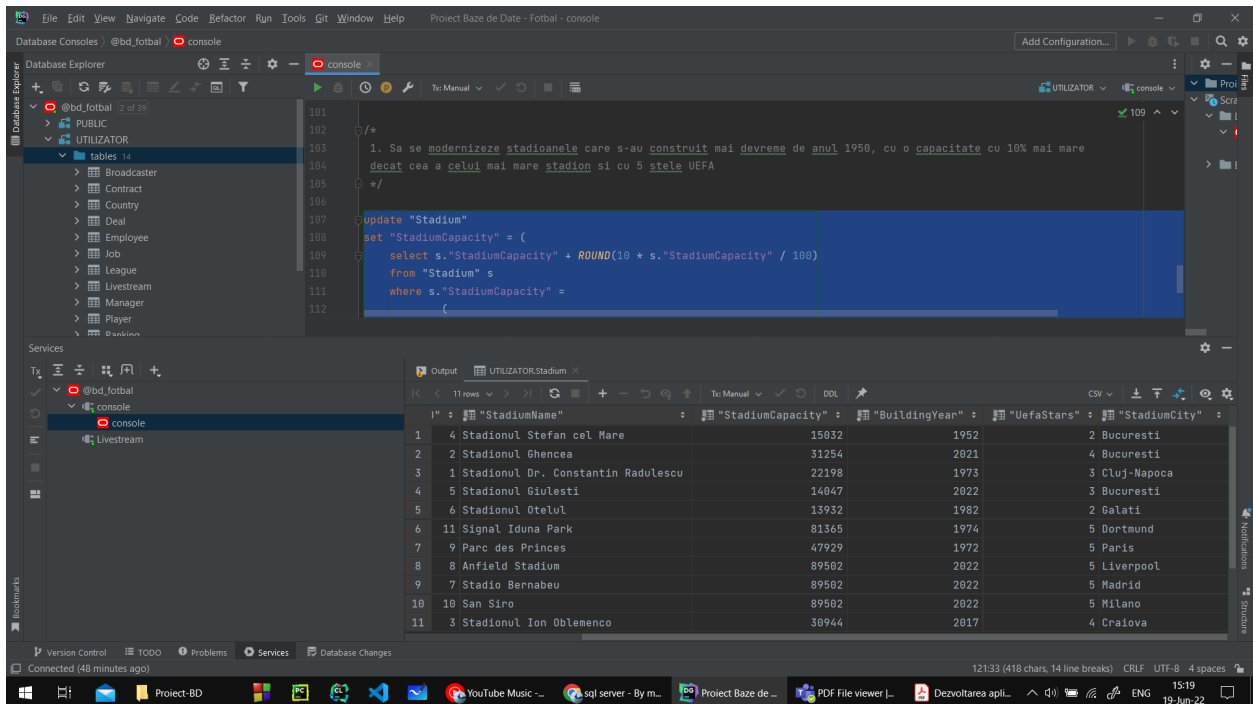 File Edit View Navigate Code Refactor Run Tools Git Window Help Proiect Baze de Date - Fotbal - console
Database Consoles @bd_fotbal console Add Configuration...
Database Explorer console
Tx: Manual UTILIZATOR console
@bd_fotbal 2 of 39
PUBLIC
UTILIZATOR
tables 14
Broadcaster
Contract
Country
Deal
Employee
Job
League
Livestream
Manager
Player
Ranking
Database Explorer
Files
Proi
Scra
109
101
102 /*
103 1. Sa se modernizeze stadioanele care s-au construit mai devreme de anul 1950, cu o capacitate cu 10% mai mare
104 decat cea a celui mai mare stadion si cu 5 stele UEFA
105 */
106
107 update "Stadium"
108 set "StadiumCapacity" = (
109 select s."StadiumCapacity" + ROUND(10 * s."StadiumCapacity" / 100)
110 from "Stadium" s
111 where s."StadiumCapacity" =
112 (
Services
Tx
@bd_fotbal
console
console
Livestream
Output UTILIZATOR.Stadium
11 rows Tx: Manual DDL CSV
" "StadiumName" "StadiumCapacity" "BuildingYear" "UefaStars" "StadiumCity"
1 4 Stadionul Stefan cel Mare 15032 1952 2 Bucuresti
2 2 Stadionul Ghencea 31254 2021 4 Bucuresti
3 1 Stadionul Dr. Constantin Radulescu 22198 1973 3 Cluj-Napoca
4 5 Stadionul Giulesti 14047 2022 3 Bucuresti
5 6 Stadionul Otelul 13932 1982 2 Galati
6 11 Signal Iduna Park 81365 1974 5 Dortmund
7 9 Parc des Princes 47929 1972 5 Paris
8 8 Anfield Stadium 89502 2022 5 Liverpool
9 7 Stadio Bernabeu 89502 2022 5 Madrid
10 10 San Siro 89502 2022 5 Milano
11 3 Stadionul Ion Oblemenco 30944 2017 4 Craiova
Bookmarks
Notifications
Structure
Version Control TODO Problems Services Database Changes
Connected (48 minutes ago) 121:33 (418 chars, 14 line breaks) CRLF UTF-8 4 spaces
Proiect-BD YouTube Music -... sql server - By m... Proiect Baze de ... PDF File viewer |... Dezvoltarea apli... ENG 15:19
19-Jun-22